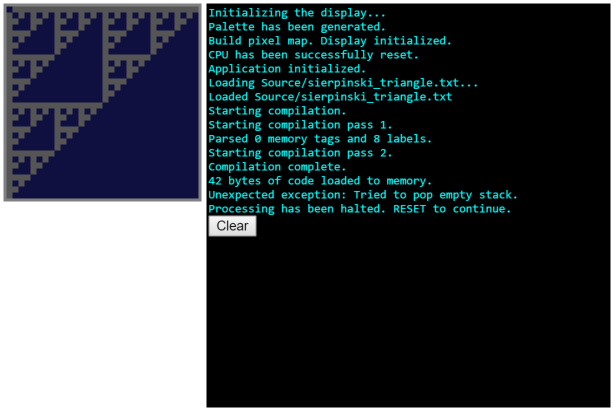 Initializing the display...
Palette has been generated.
Build pixel map. Display initialized.
CPU has been successfully reset.
Application initialized.
Loading Source/sierpinski_triangle.txt...
Loaded Source/sierpinski_triangle.txt
Starting compilation.
Starting compilation pass 1.
Parsed 0 memory tags and 8 labels.
Starting compilation pass 2.
Compilation complete.
42 bytes of code loaded to memory.
Unexpected exception: Tried to pop empty stack.
Processing has been halted. RESET to continue.
Clear